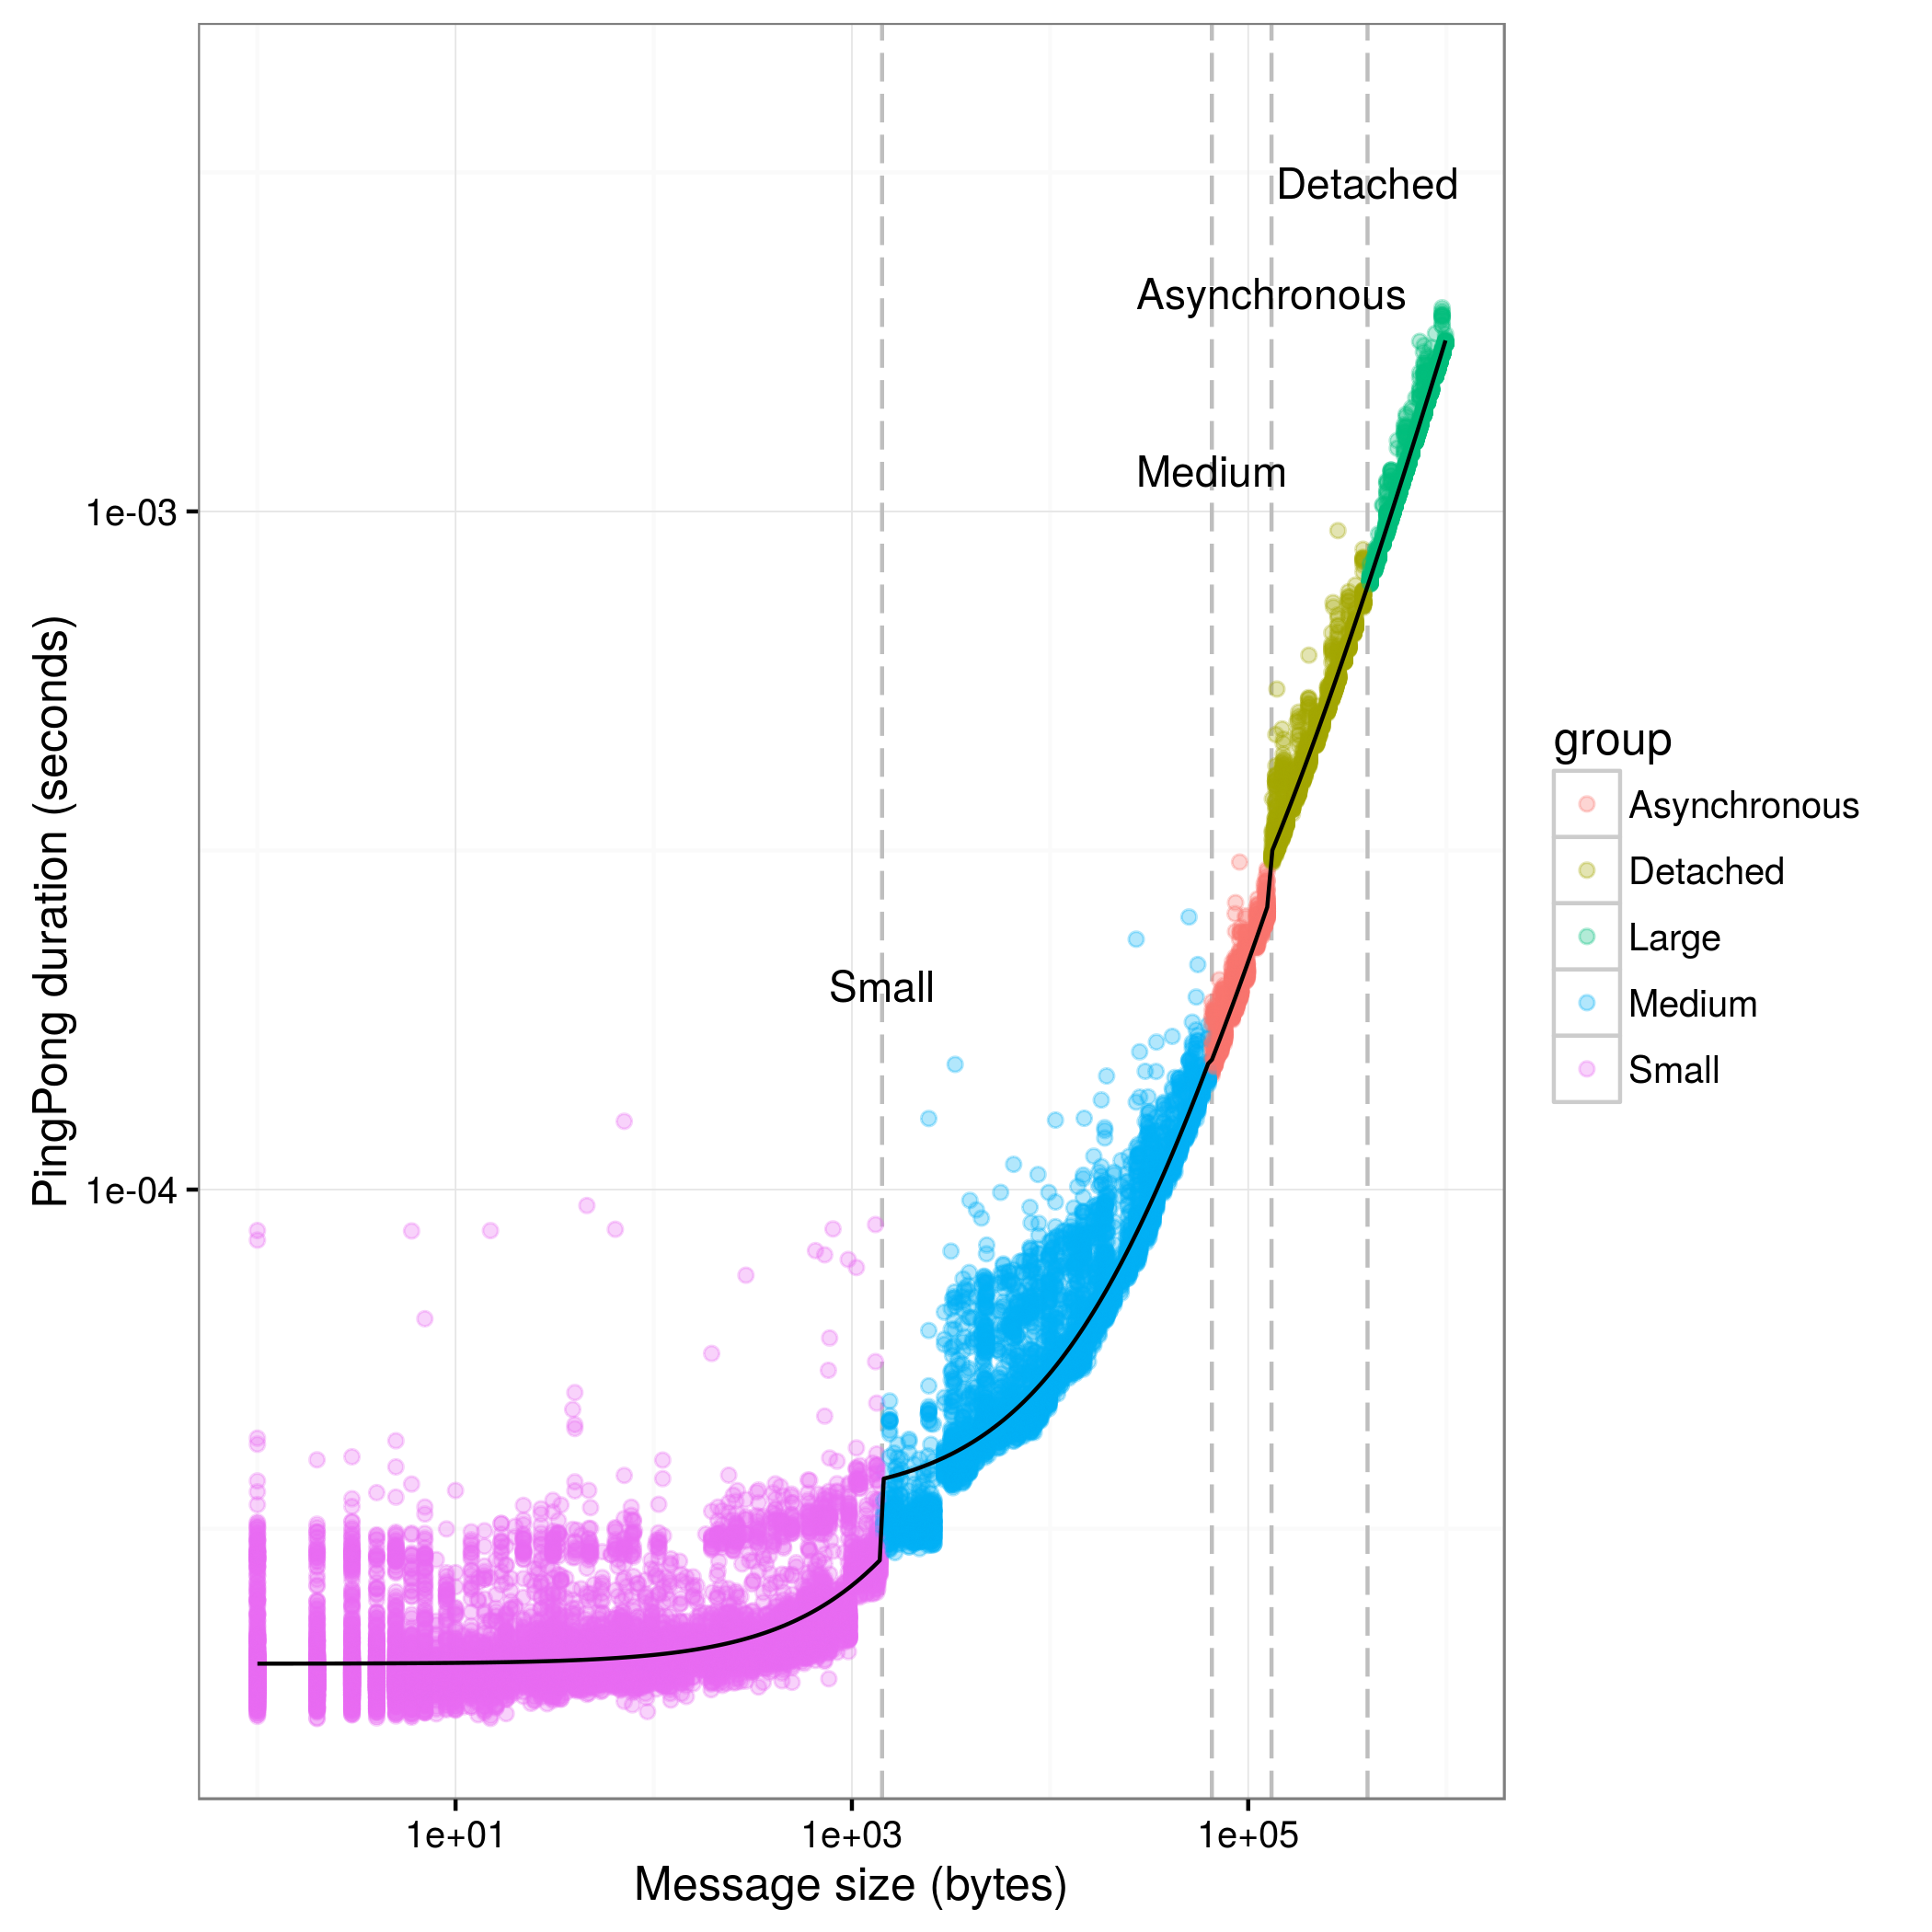 Detached
Asynchronous
Medium
1e-03
Small
1e-04
PingPong duration (seconds)
1e+01
1e+03
1e+05
Message size (bytes)
group
Asynchronous
Detached
Large
Medium
Small